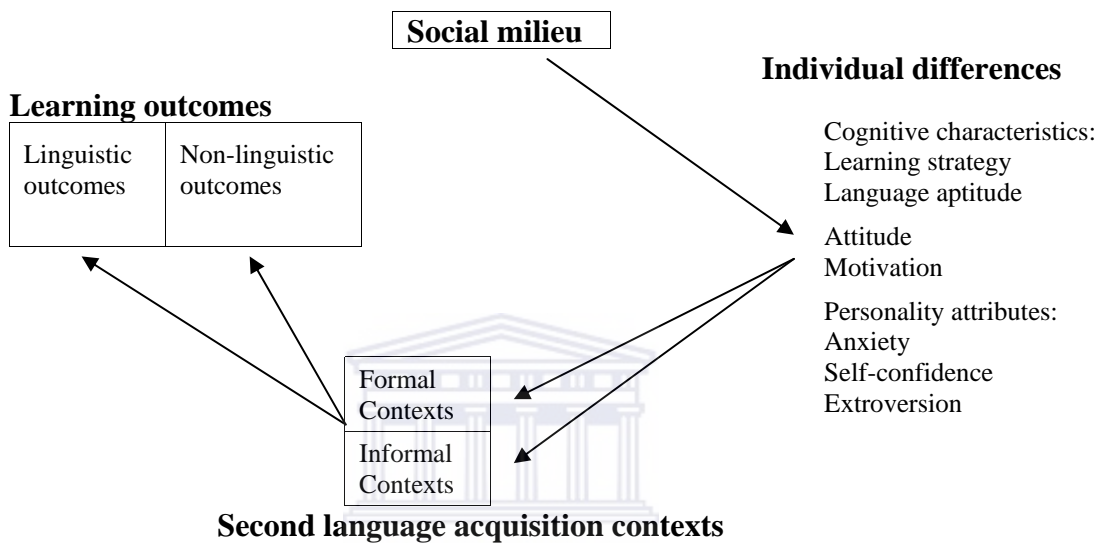 Social milieu
Individual differences
Learning outcomes
Linguistic
outcomes
Non-linguistic
outcomes
Cognitive characteristics:
Learning strategy
Language aptitude
Attitude
Motivation
Personality attributes:
Anxiety
Self-confidence
Extroversion
Formal
Contexts
Informal
Contexts
Second language acquisition contexts